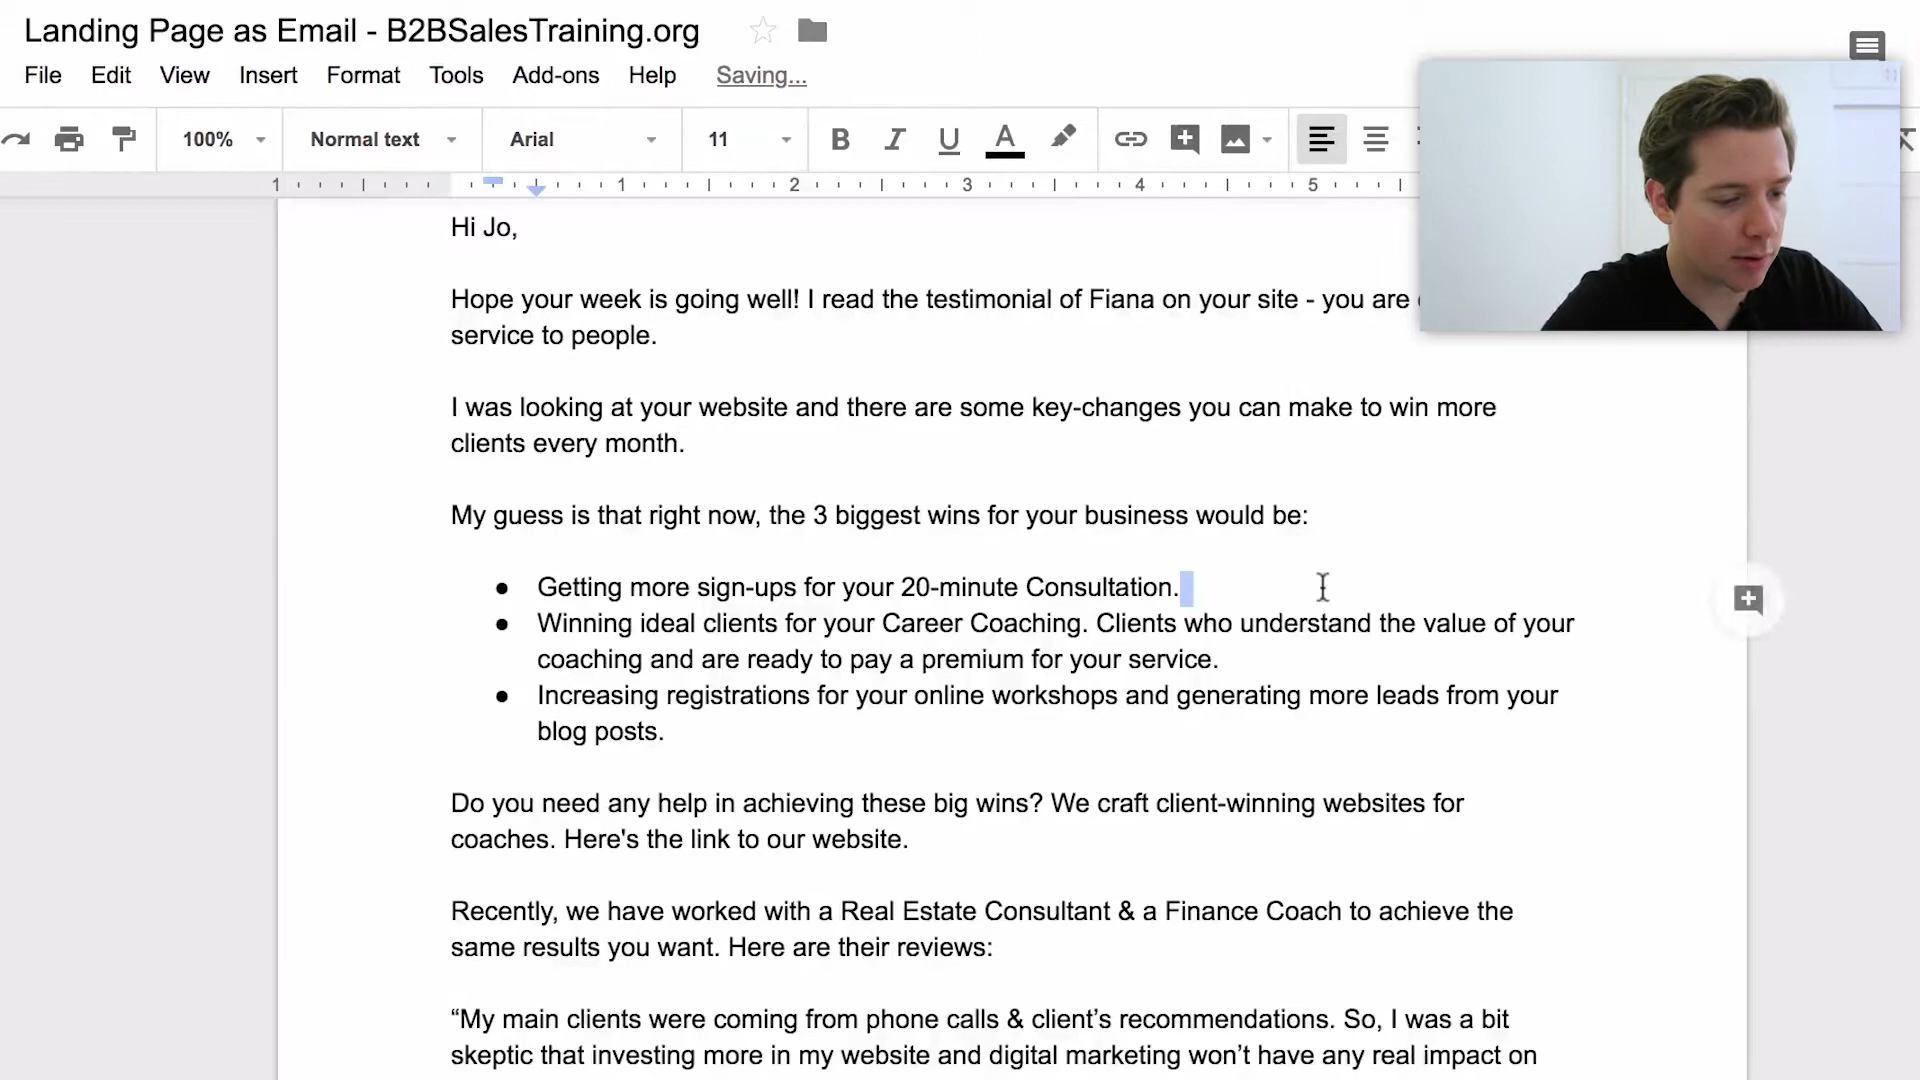 Landing Page as Email - B2BSalesTraining.org
File Edit View Insert Format Tools Add-ons Help Saving...
100% Normal text Arial 11 B I U A
1 1 2 3 4 5
Hi Jo,
Hope your week is going well! I read the testimonial of Fiana on your site - you are
service to people.
I was looking at your website and there are some key-changes you can make to win more
clients every month.
My guess is that right now, the 3 biggest wins for your business would be:
● Getting more sign-ups for your 20-minute Consultation.
● Winning ideal clients for your Career Coaching. Clients who understand the value of your
coaching and are ready to pay a premium for your service.
● Increasing registrations for your online workshops and generating more leads from your
blog posts.
Do you need any help in achieving these big wins? We craft client-winning websites for
coaches. Here's the link to our website.
Recently, we have worked with a Real Estate Consultant & a Finance Coach to achieve the
same results you want. Here are their reviews:
“My main clients were coming from phone calls & client’s recommendations. So, I was a bit
skeptic that investing more in my website and digital marketing won’t have any real impact on